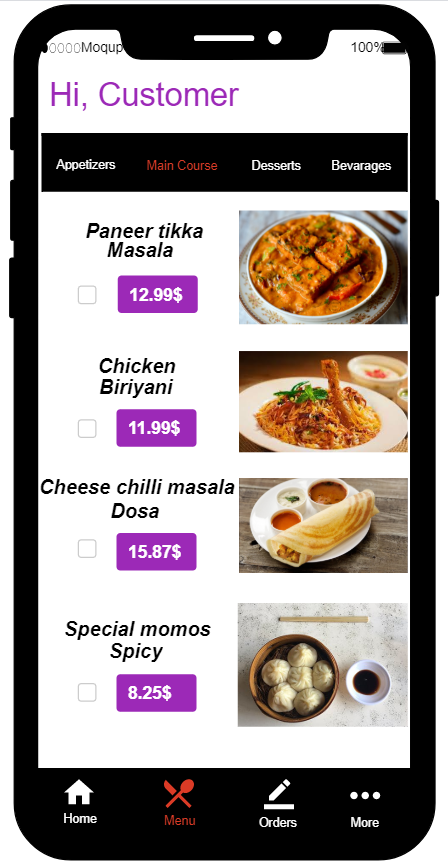 Moqup
100%
Hi, Customer
Appetizers Main Course Desserts Bevarages
Paneer tikka
Masala
12.99$
Chicken
Biriyani
11.99$
Cheese chilli masala
Dosa
15.87$
Special momos
Spicy
8.25$
Home Menu Orders More